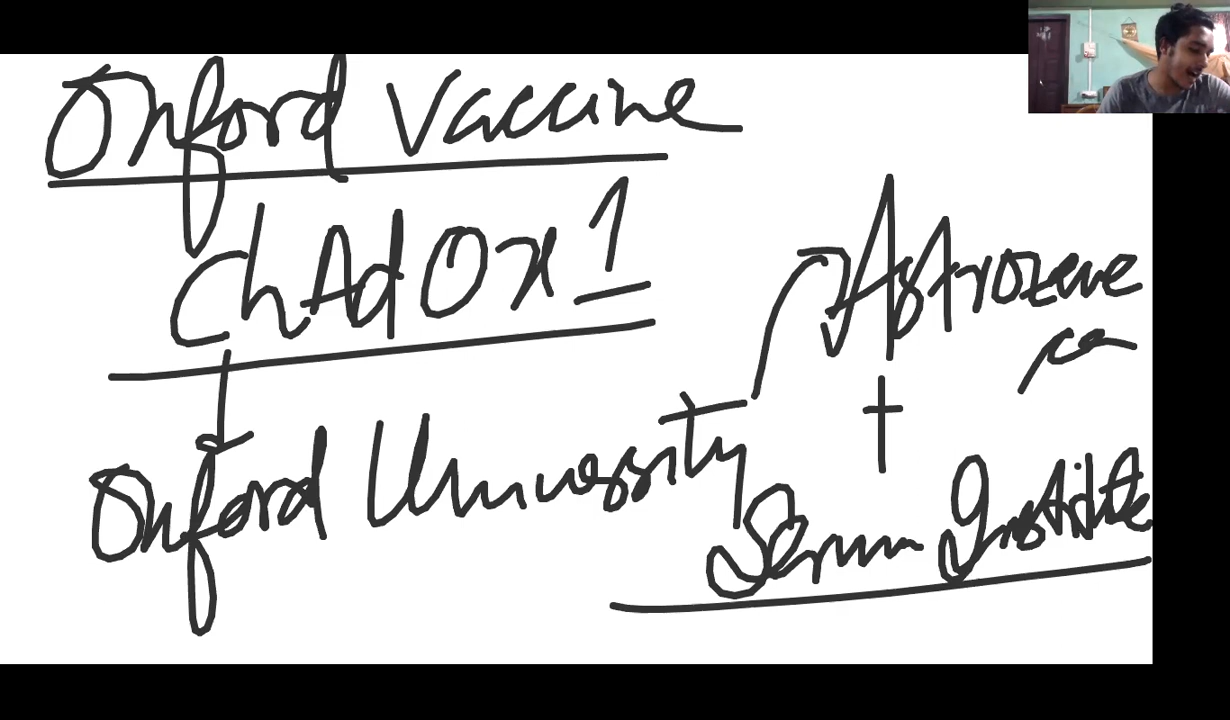 Oxford Vaccine
ChAdOx1
Oxford University
Astrozene
ca
+
Serum Institute